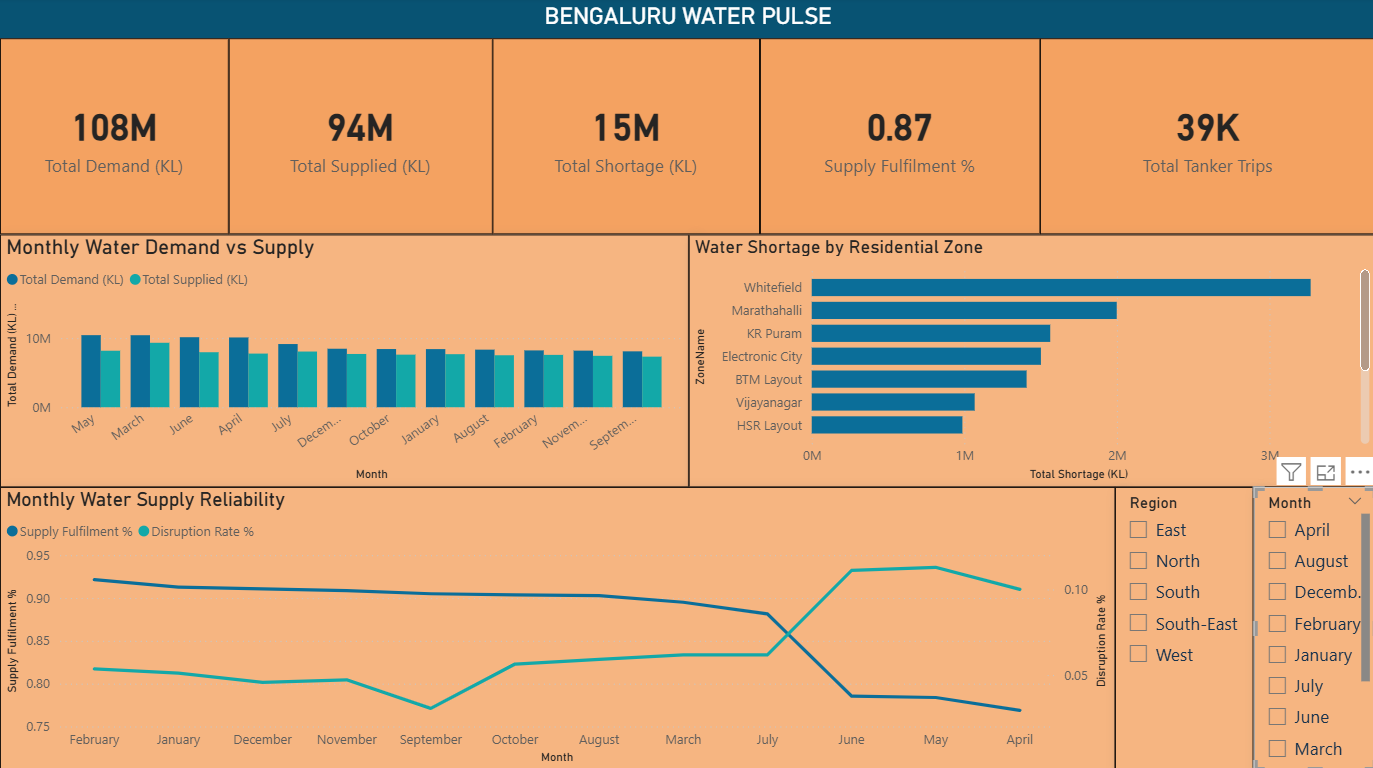 BENGALURU WATER PULSE
108M
Total Demand (KL)
94M
Total Supplied (KL)
15M
Total Shortage (KL)
0.87
Supply Fulfilment %
39K
Total Tanker Trips
Monthly Water Demand vs Supply
Total Demand (KL) Total Supplied (KL)
Total Demand (KL) ...
10M
0M
May
March
June
April
July
Decem...
October
January
August
February
Novem...
Septem...
Month
Water Shortage by Residential Zone
ZoneName
Whitefield
Marathahalli
KR Puram
Electronic City
BTM Layout
Vijayanagar
HSR Layout
0M 1M 2M 3M
Total Shortage (KL)
Monthly Water Supply Reliability
Supply Fulfilment % Disruption Rate %
Supply Fulfilment %
0.95
0.90
0.85
0.80
0.75
0.10
0.05
Disruption Rate %
February January December November September October August March July June May April
Month
Region
East
North
South
South-East
West
Month
April
August
Decemb.
February
January
July
June
March